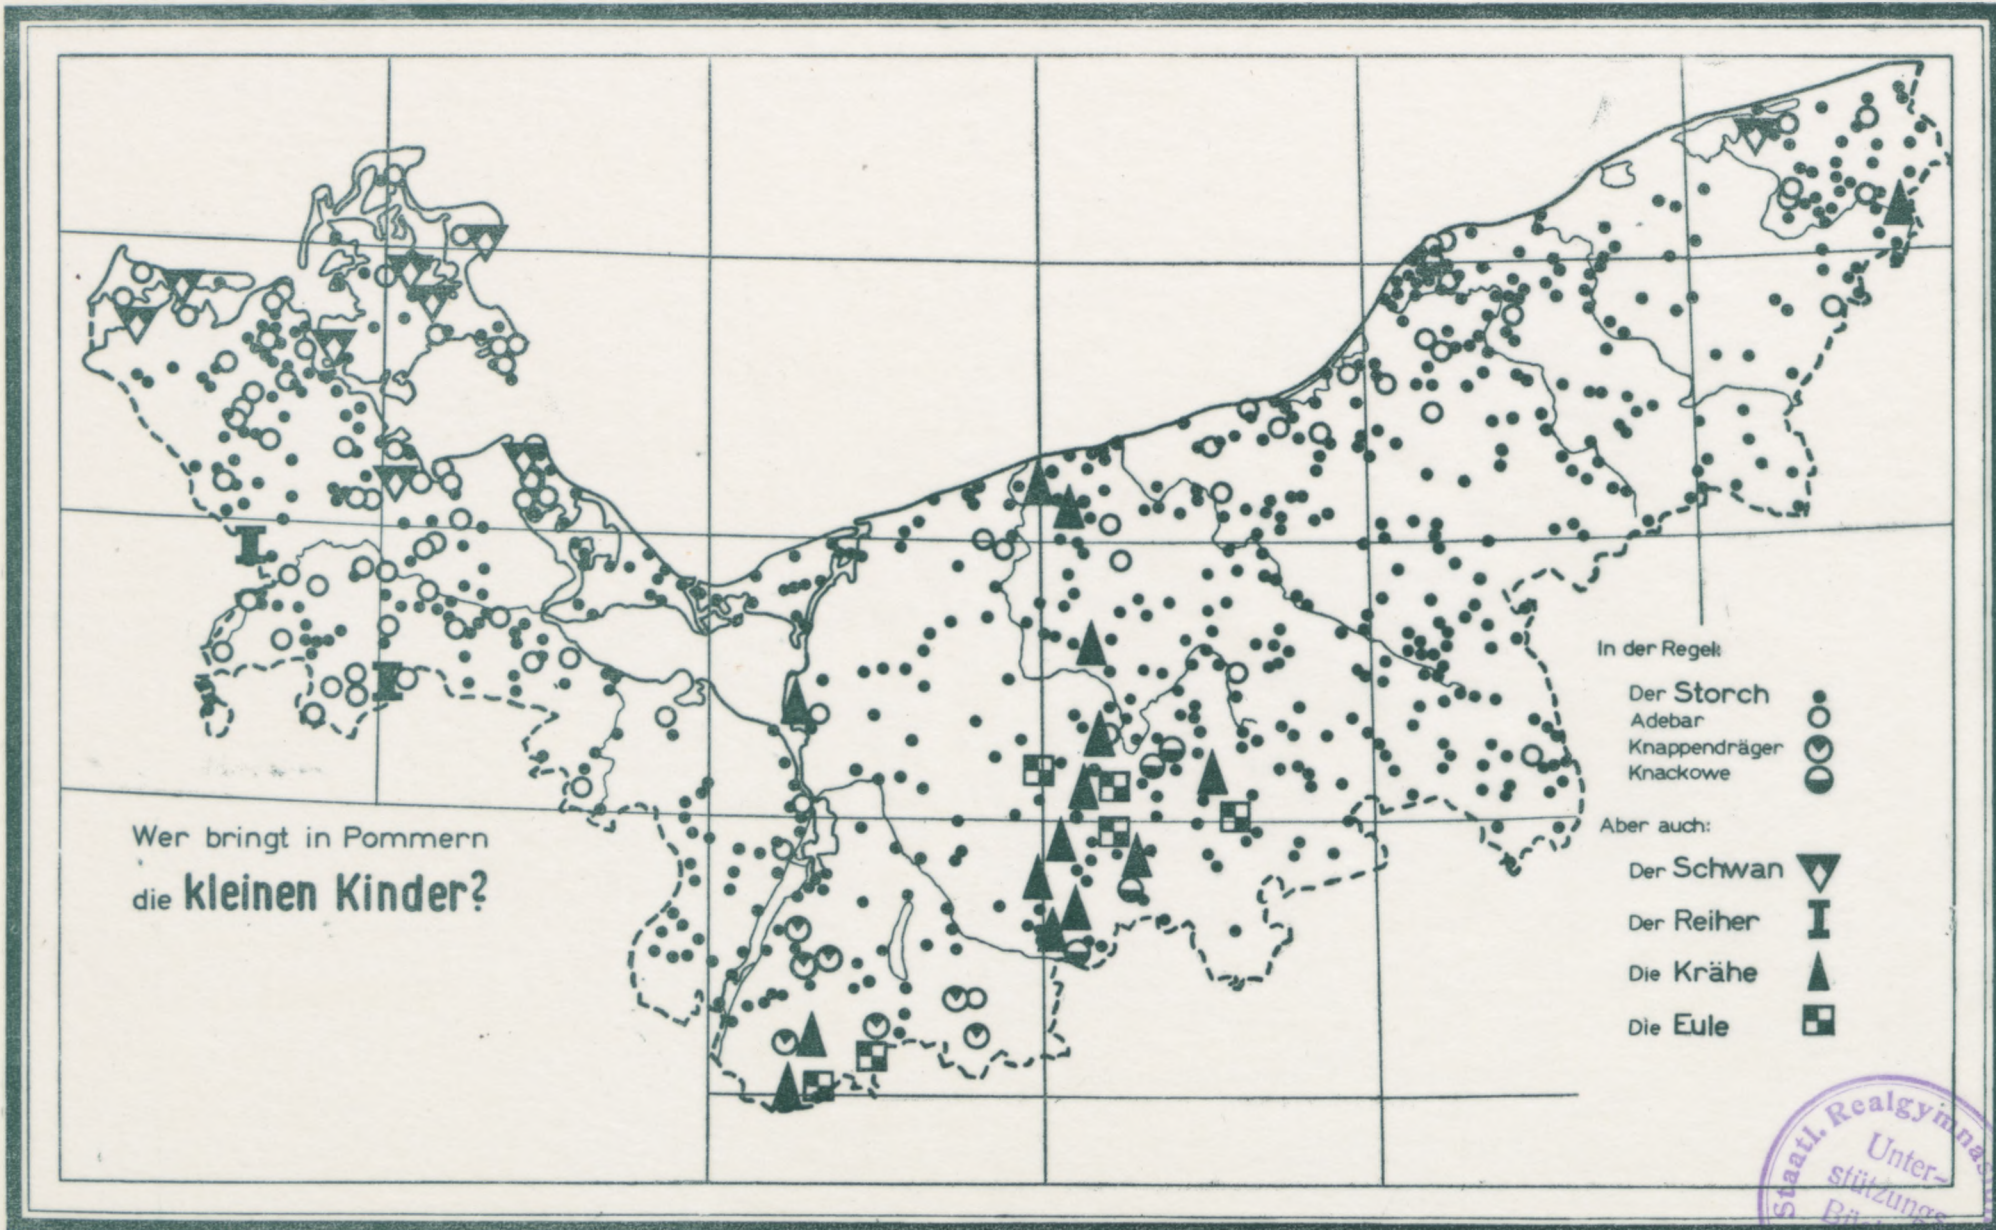 Wer bringt in Pommern
die kleinen Kinder?
In der Regel:
Der Storch
Adebar
Knappendräger
Knackowe
Aber auch:
Der Schwan
Der Reiher
Die Krähe
Die Eule
Staatl. Realgymnas
Unter-
stützungs